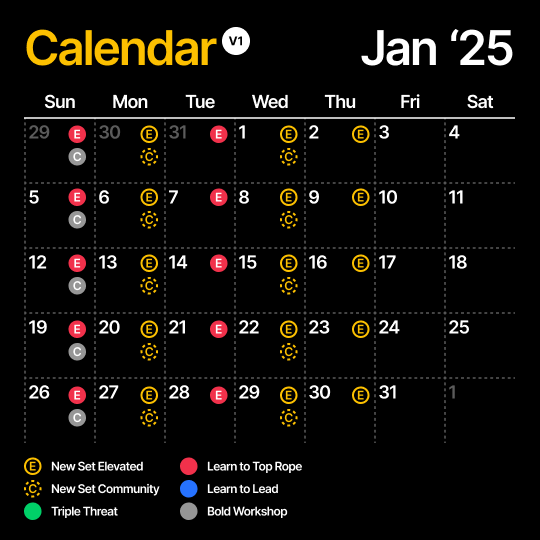 Calendar V1 Jan ‘25
Sun Mon Tue Wed Thu Fri Sat
29 E 30 E 31 E 1 E 2 E 3 4
C C C
5 E 6 E 7 E 8 E 9 E 10 11
C C C
12 E 13 E 14 E 15 E 16 E 17 18
C C C
19 E 20 E 21 E 22 E 23 E 24 25
C C C
26 E 27 E 28 E 29 E 30 E 31 1
C C C
E New Set Elevated Learn to Top Rope
C New Set Community Learn to Lead
Triple Threat Bold Workshop